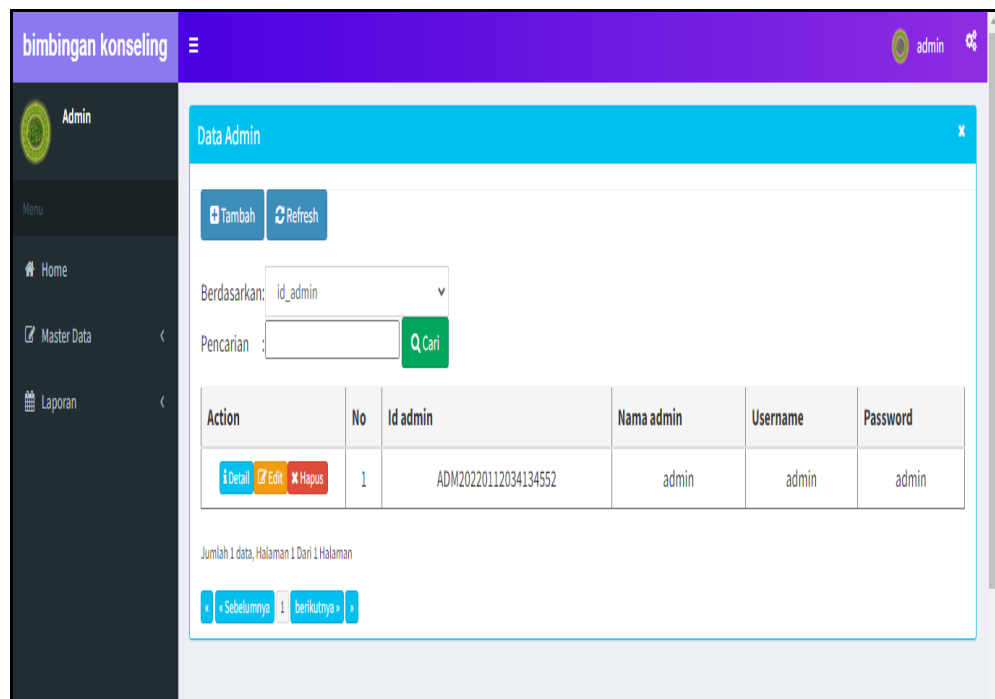 bimbingan konseling
admin
Admin
Menu
Home
Master Data
Laporan
Data Admin
Tambah Refresh
Berdasarkan: id_admin
Pencarian : Cari
Action No Id admin Nama admin Username Password
Detail Edit Hapus 1 ADM20220112034134552 admin admin admin
Jumlah 1 data, Halaman 1 Dari 1 Halaman
« « Sebelumnya 1 berikutnya » »